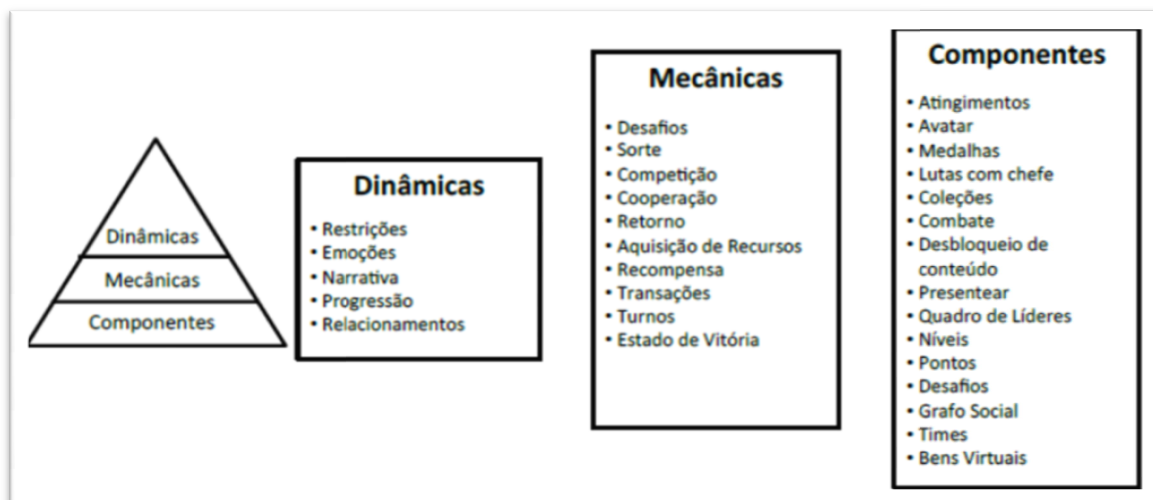 Dinâmicas
Mecânicas
Componentes
Dinâmicas
• Restrições
• Emoções
• Narrativa
• Progressão
• Relacionamentos
Mecânicas
• Desafios
• Sorte
• Competição
• Cooperação
• Retorno
• Aquisição de Recursos
• Recompensa
• Transações
• Turnos
• Estado de Vitória
Componentes
• Atingimentos
• Avatar
• Medalhas
• Lutas com chefe
• Coleções
• Combate
• Desbloqueio de
conteúdo
• Presentear
• Quadro de Líderes
• Níveis
• Pontos
• Desafios
• Grafo Social
• Times
• Bens Virtuais